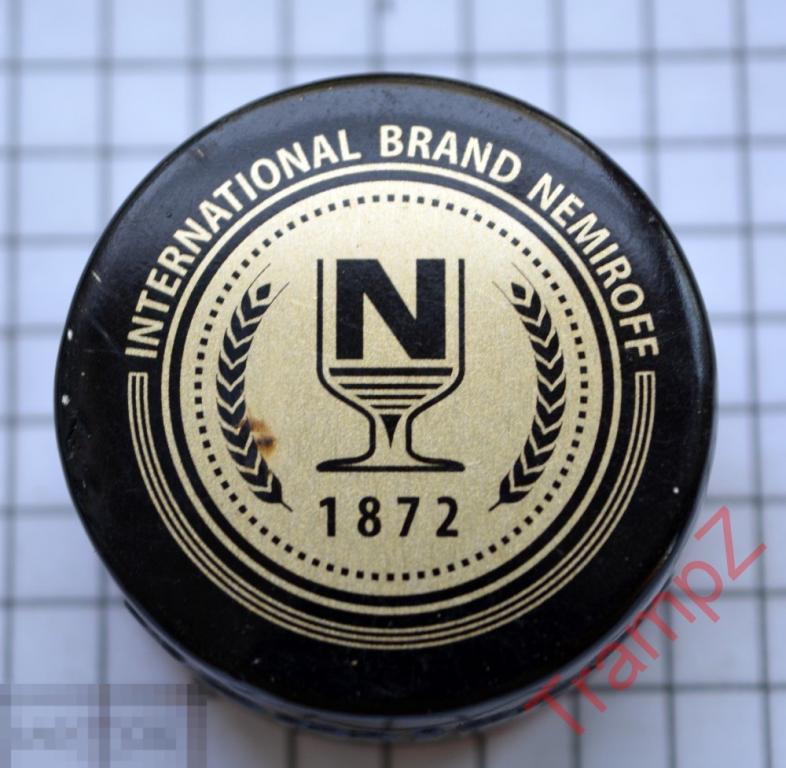 INTERNATIONAL BRAND NEMIROFF
N
1872
TrampZ